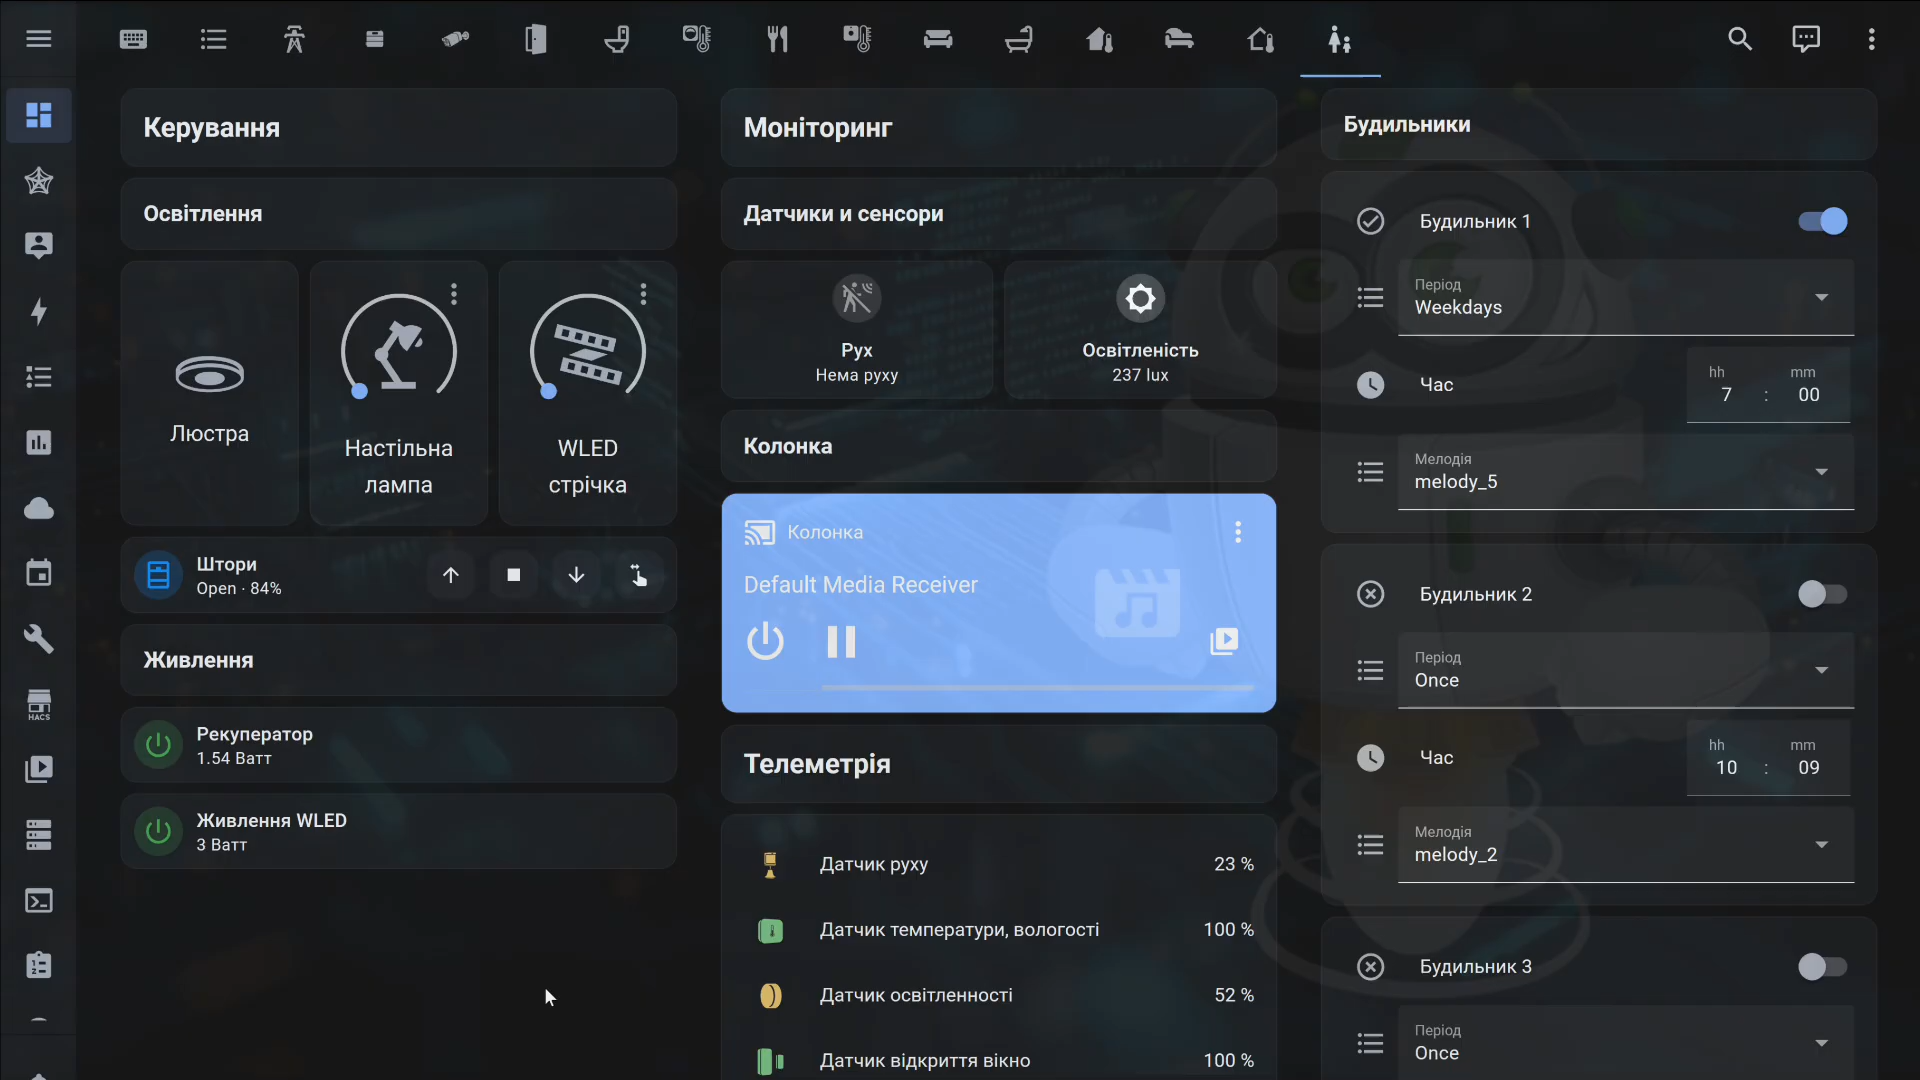 Керування
Освітлення
Люстра
Настільна
лампа
WLED
стрічка
Штори
Open · 84%
Живлення
Рекуператор
1.54 Ватт
Живлення WLED
3 Ватт
HACS
Моніторинг
Датчики и сенсори
Рух
Нема руху
Освітленість
237 lux
Колонка
Колонка
Default Media Receiver
Телеметрія
Датчик руху
23 %
Датчик температури, вологості
100 %
Датчик освітленності
52 %
Датчик відкриття вікно
100 %
Будильники
Будильник 1
Період
Weekdays
Час
hh
mm
7 : 00
Мелодія
melody_5
Будильник 2
Період
Once
Час
hh
mm
10 : 09
Мелодія
melody_2
Будильник 3
Період
Once